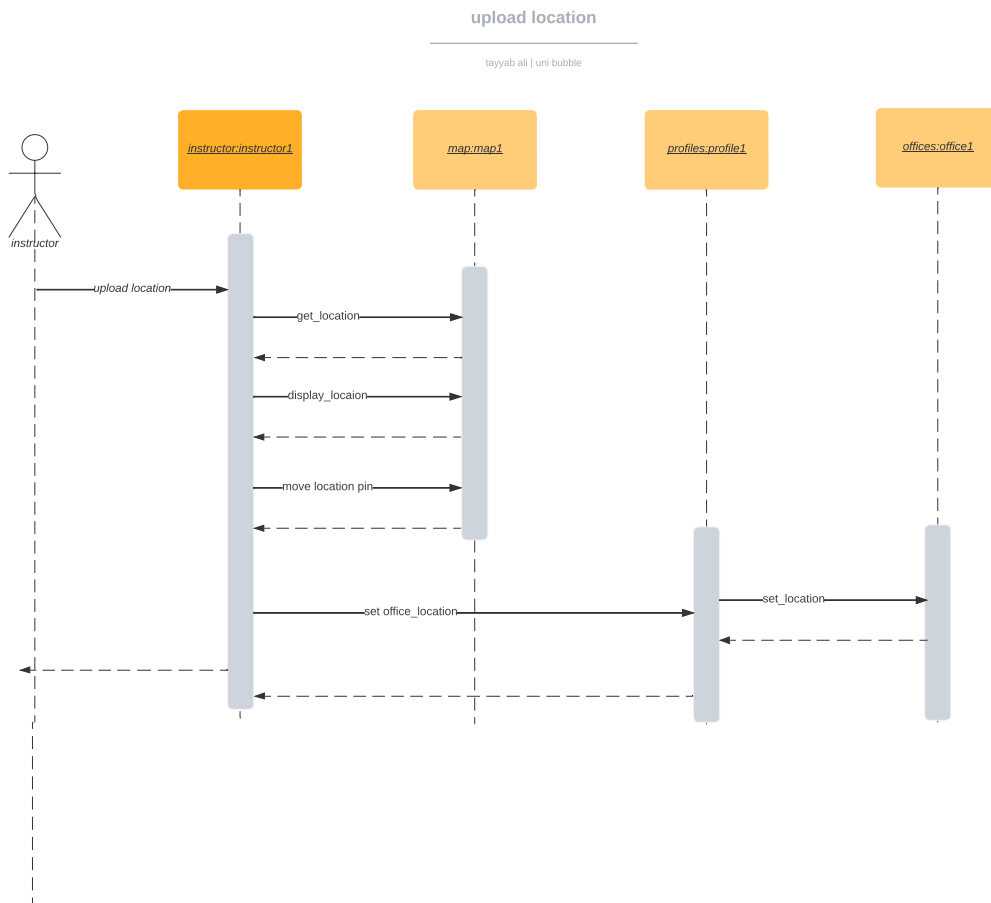 upload location
tayyab ali | uni bubble
instructor:instructor1
map:map1
profiles:profile1
offices:office1
instructor
upload location
get_location
display_locaion
move location pin
set office_location
set_location